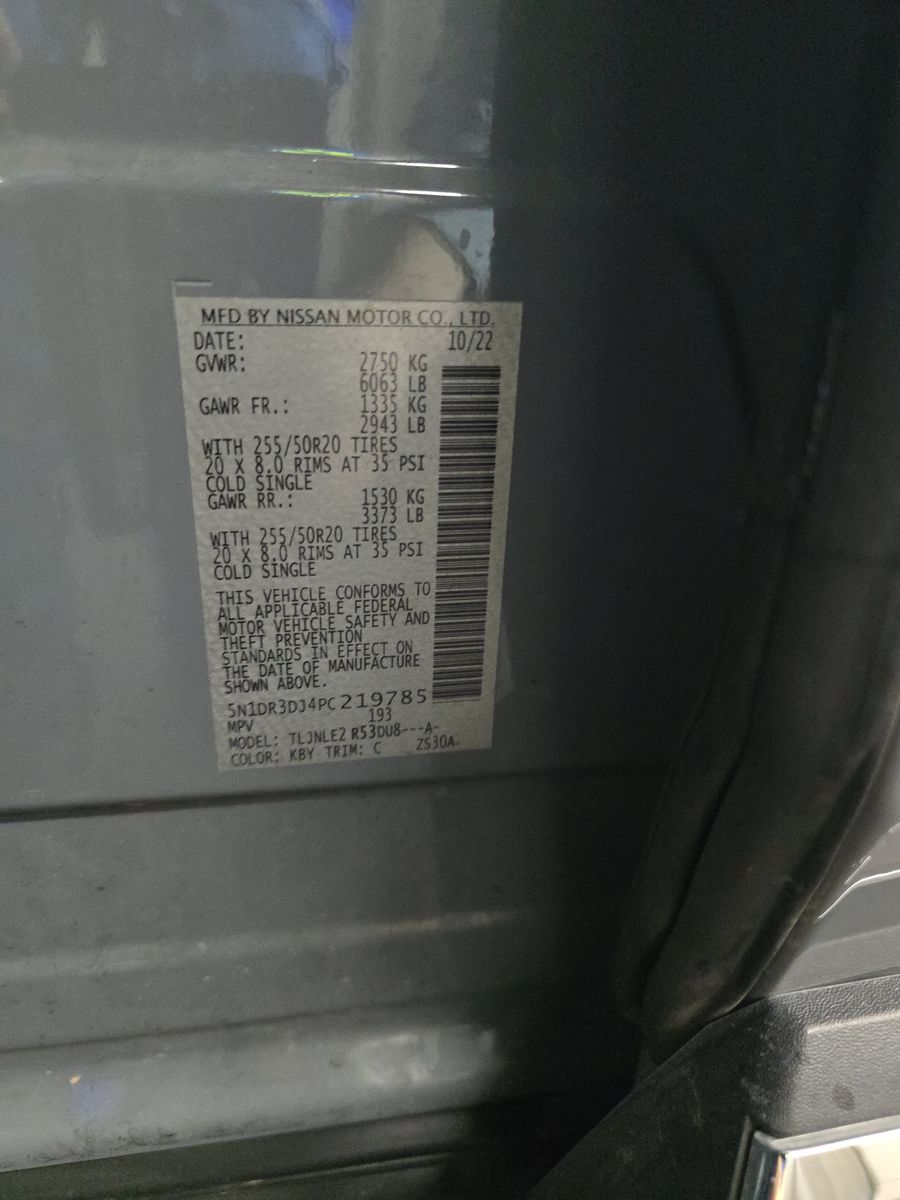 MFD BY NISSAN MOTOR CO., LTD.
DATE: 10/22
GVWR: 2750 KG
6063 LB
GAWR FR.: 1335 KG
2943 LB
WITH 255/50R20 TIRES
20 X 8.0 RIMS AT 35 PSI
COLD SINGLE
GAWR RR.: 1530 KG
3373 LB
WITH 255/50R20 TIRES
20 X 8.0 RIMS AT 35 PSI
COLD SINGLE
THIS VEHICLE CONFORMS TO
ALL APPLICABLE FEDERAL
MOTOR VEHICLE SAFETY AND
THEFT PREVENTION
STANDARDS IN EFFECT ON
THE DATE OF MANUFACTURE
SHOWN ABOVE.
5N1DR3DJ4PC219785
MPV 193
MODEL: TLJNLE2 R53DU8---A-
COLOR: KBY TRIM: C ZS30A-